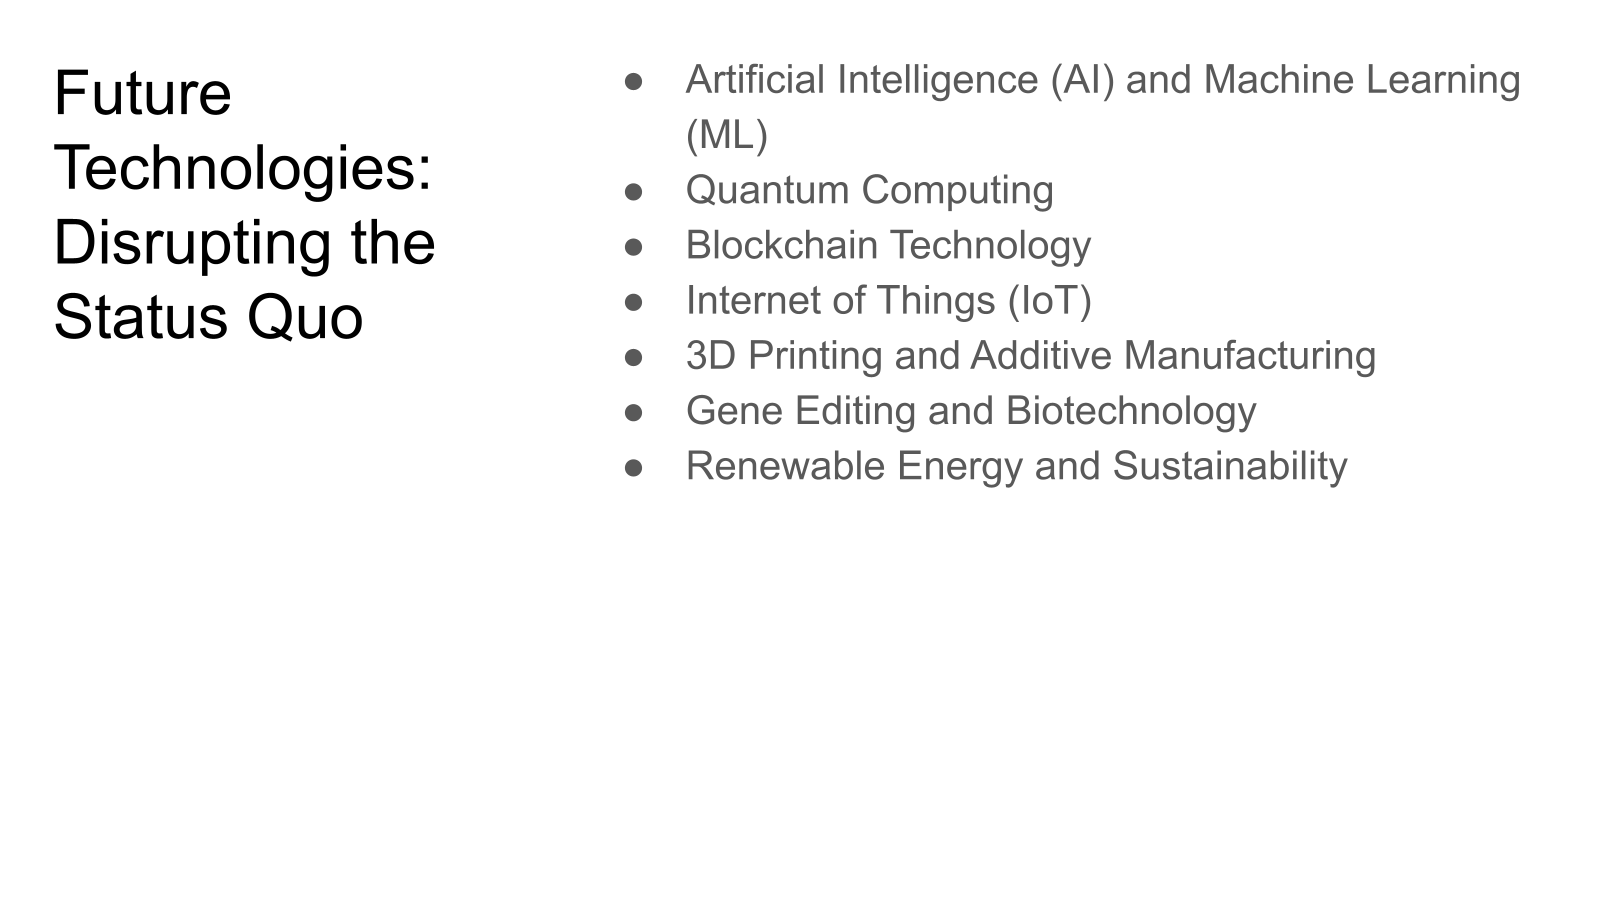 Future
Technologies:
Disrupting the
Status Quo
● Artificial Intelligence (AI) and Machine Learning
(ML)
● Quantum Computing
● Blockchain Technology
● Internet of Things (IoT)
● 3D Printing and Additive Manufacturing
● Gene Editing and Biotechnology
● Renewable Energy and Sustainability